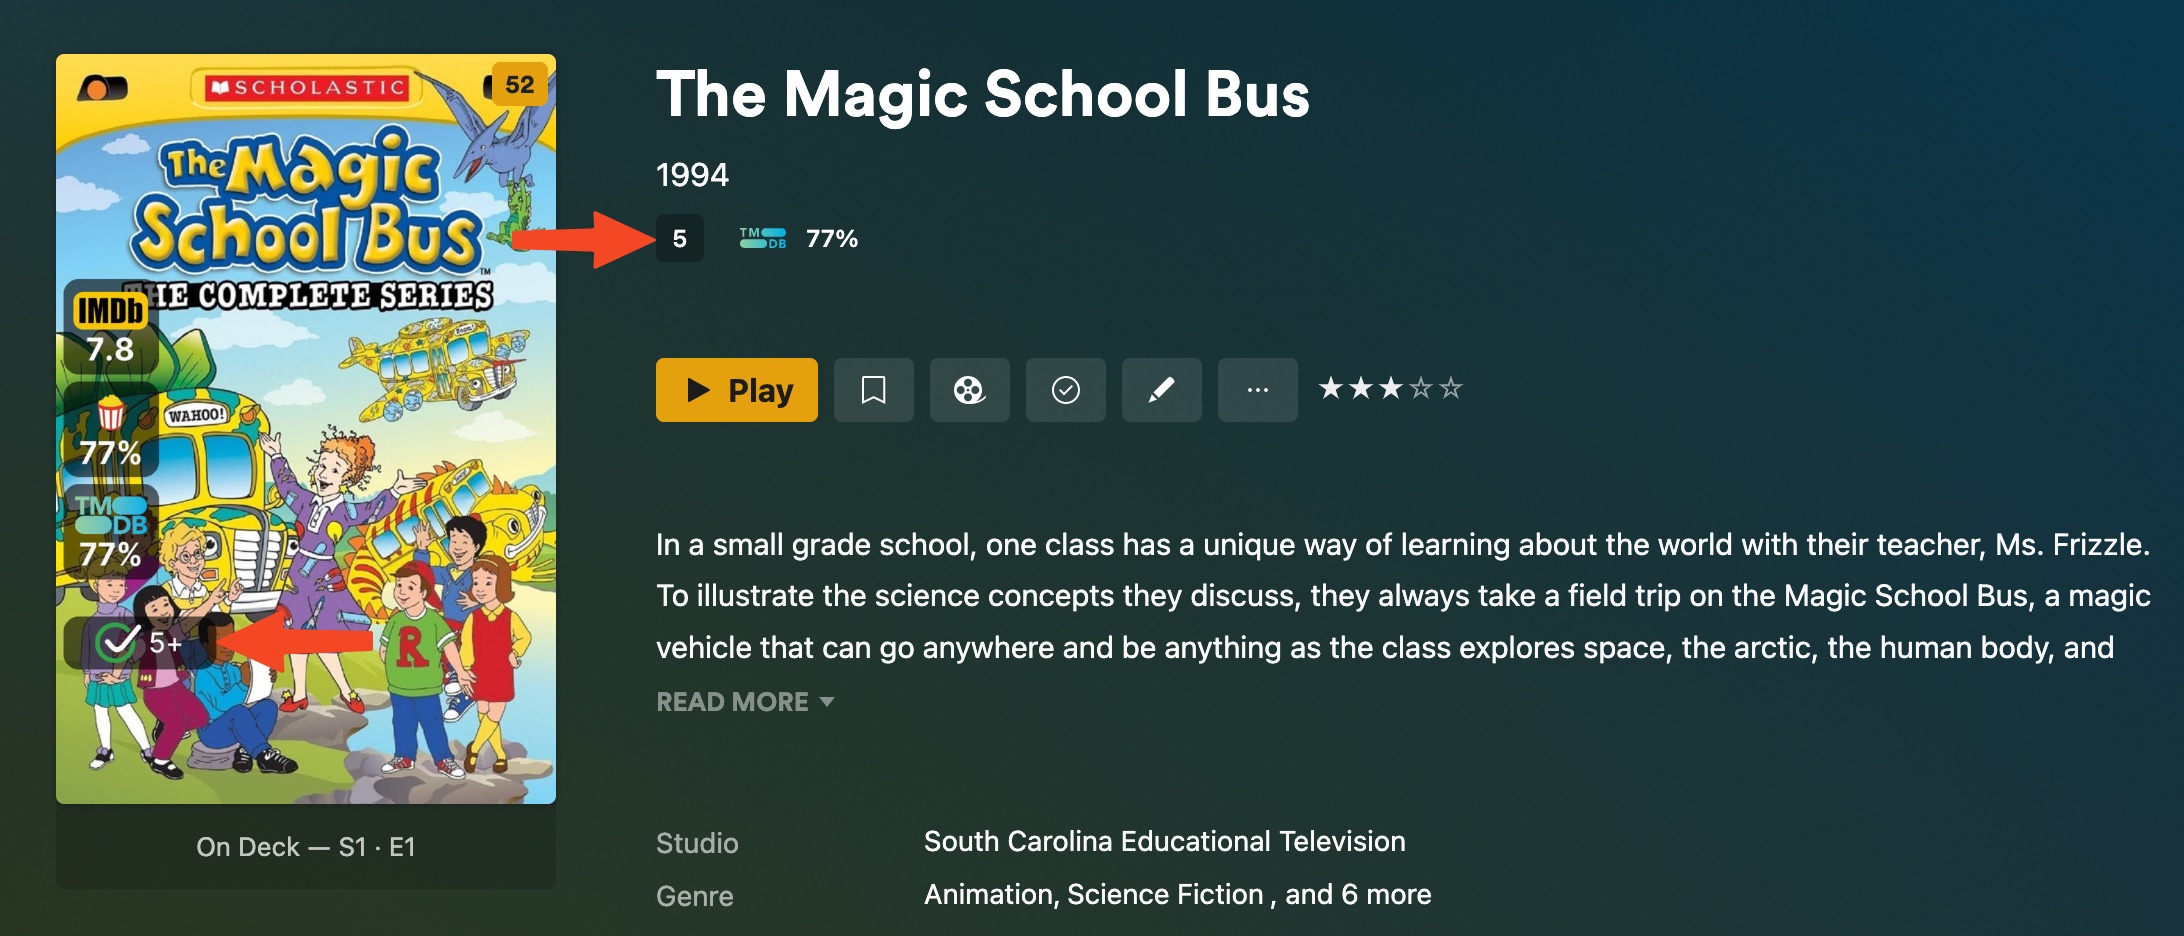 SCHOLASTIC
52
The Magic
School Bus
™
THE COMPLETE SERIES
IMDb
7.8
WAHOO!
77%
TM
DB
77%
5+
R
On Deck — S1 · E1
The Magic School Bus
1994
5 TMDB 77%
Play
In a small grade school, one class has a unique way of learning about the world with their teacher, Ms. Frizzle.
To illustrate the science concepts they discuss, they always take a field trip on the Magic School Bus, a magic
vehicle that can go anywhere and be anything as the class explores space, the arctic, the human body, and
READ MORE
Studio South Carolina Educational Television
Genre Animation, Science Fiction , and 6 more